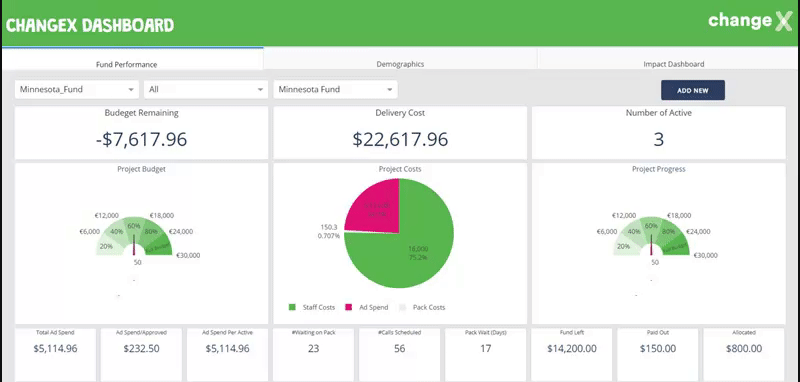 CHANGEX DASHBOARD
changeX
Fund Performance
Demographics
Impact Dashboard
Minnesota_Fund
All
Minnesota Fund
ADD NEW
Budeget Remaining
-$7,617.96
Delivery Cost
$22,617.96
Number of Active
3
Project Budget
€6,000
€12,000
€18,000
€24,000
€30,000
20%
40%
60%
80%
50
-
Project Costs
150.3
0.707%
16,000
75.2%
Staff Costs
Ad Spend
Pack Costs
Project Progress
€6,000
€12,000
€18,000
€24,000
€30,000
20%
40%
60%
80%
50
-
Total Ad Spend
$5,114.96
Ad Spend/Approved
$232.50
Ad Spend Per Active
$5,114.96
#Waiting on Pack
23
#Calls Scheduled
56
Pack Wait (Days)
17
Fund Left
$14,200.00
Paid Out
$150.00
Allocated
$800.00